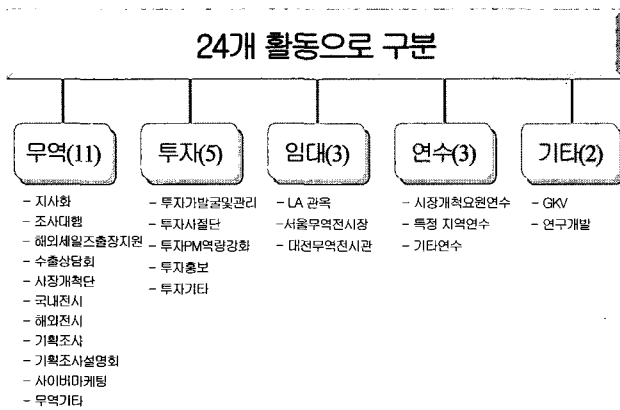 24개 활동으로 구분
무역(11)
- 지사화
- 조사대행
- 해외세일즈출장지원
- 수출상담회
- 시장개척단
- 국내전시
- 해외전시
- 기획조사
- 기획조사설명회
- 사이버마케팅
- 무역기타
투자(5)
- 투자가발굴및관리
- 투자사절단
- 투자PM역량강화
- 투자홍보
- 투자기타
임대(3)
- LA 관옥
-서울무역전시장
- 대전무역전시관
연수(3)
- 시장개척요원연수
- 특정 지역연수
- 기타연수
기타(2)
- GKV
- 연구개발